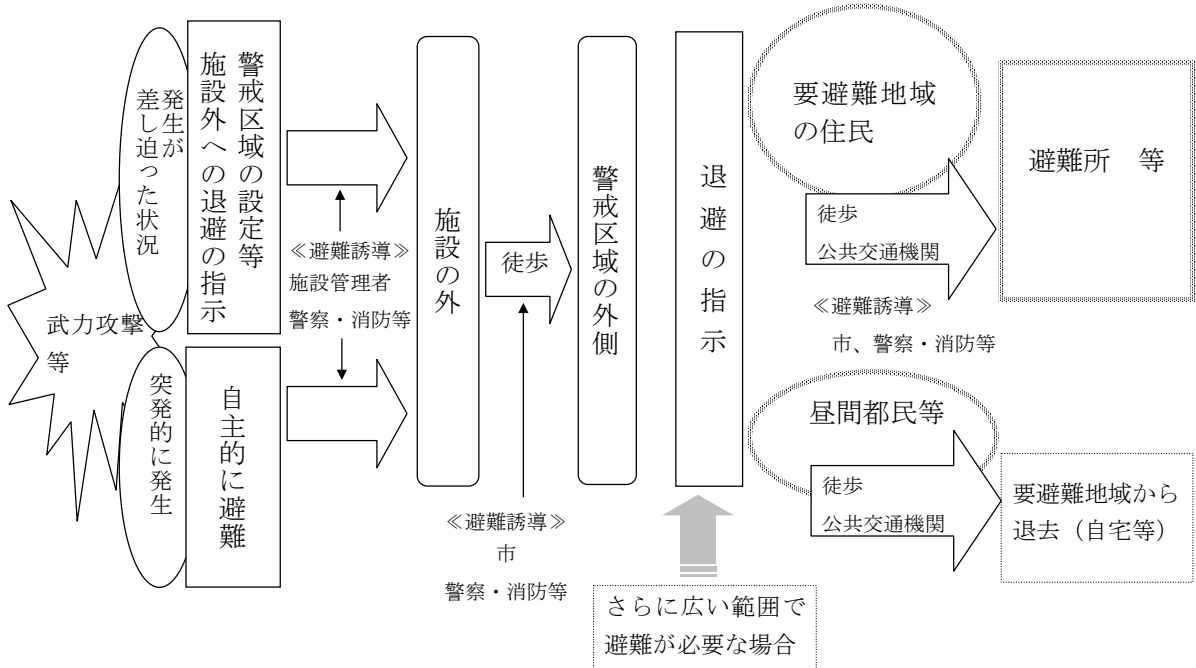 武力攻撃
等
発生が
差し迫った状況
警戒区域の設定等
施設外への退避の指示
突発的に発生
自主的に避難
≪避難誘導≫
施設管理者
警察・消防等
施設の外
徒歩
≪避難誘導≫
市
警察・消防等
警戒区域の外側
退避の指示
さらに広い範囲で
避難が必要な場合
要避難地域
の住民
徒歩
公共交通機関
≪避難誘導≫
市、警察・消防等
避難所　等
昼間都民等
徒歩
公共交通機関
要避難地域から
退去（自宅等）